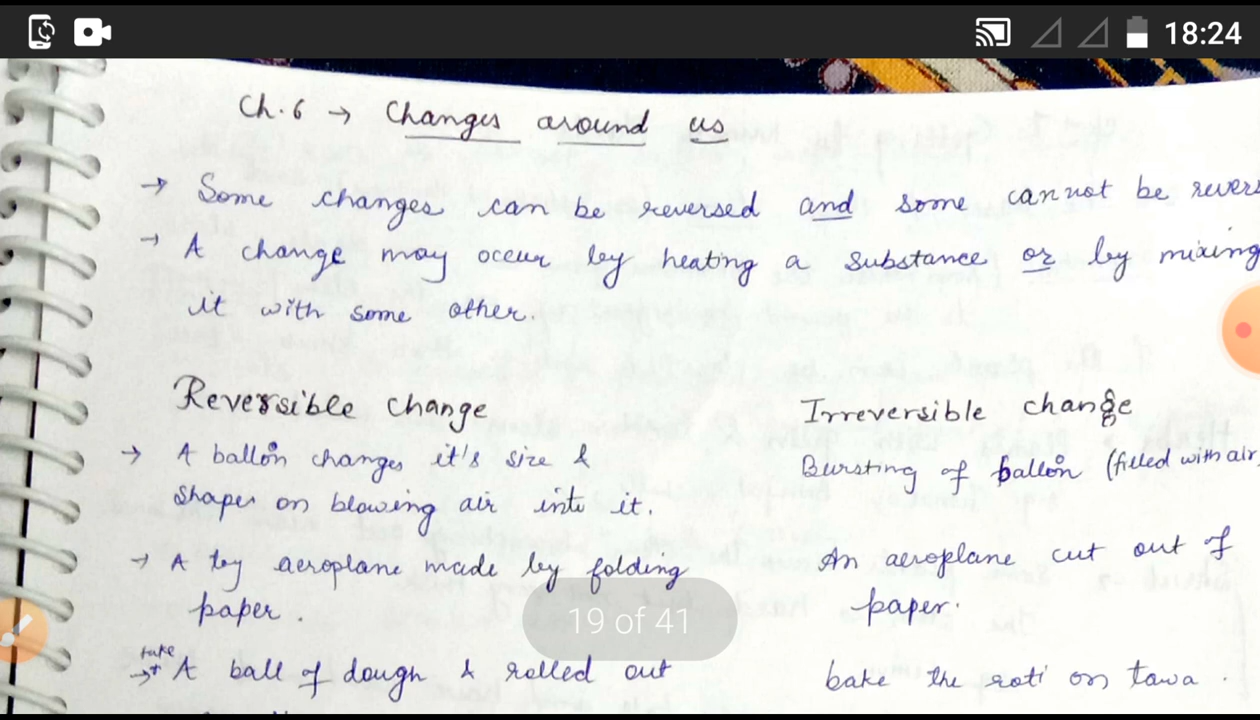 18:24
Ch.6 → Changes around us
→ Some changes can be reversed and some cannot be revers
→ A change may occur by heating a substance or by mixing
it with some other.
Reversible change Irreversible change
→ A ballon changes it's size & Bursting of ballon (filled with air
shapes on blowing air into it.
→ A toy aeroplane made by folding An aeroplane cut out of
paper. paper.
19 of 41
take
→ A ball of dough & rolled out bake the roti on tawa.